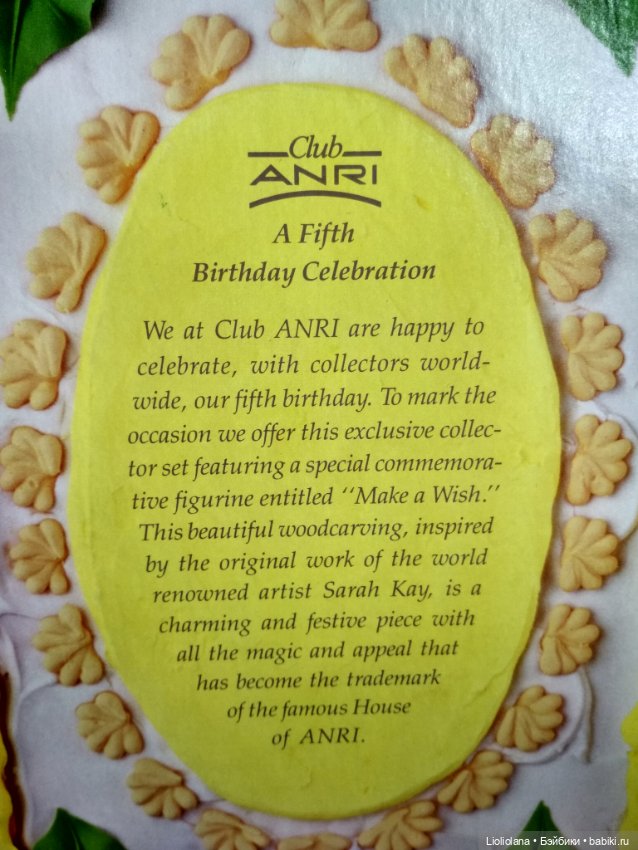 Club
ANRI
A Fifth
Birthday Celebration
We at Club ANRI are happy to
celebrate, with collectors world-
wide, our fifth birthday. To mark the
occasion we offer this exclusive collec-
tor set featuring a special commemora-
tive figurine entitled ‘‘Make a Wish.’’
This beautiful woodcarving, inspired
by the original work of the world
renowned artist Sarah Kay, is a
charming and festive piece with
all the magic and appeal that
has become the trademark
of the famous House
of ANRI.
Lioliolana • Бэйбики • babiki.ru